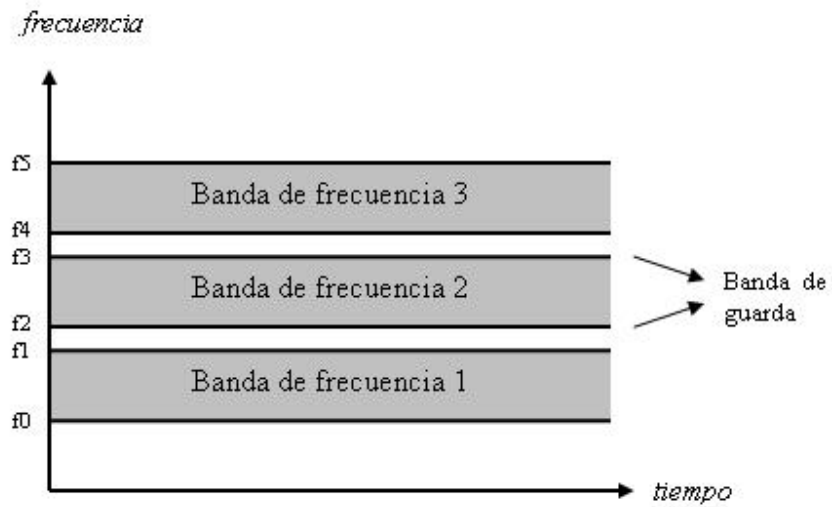 frecuencia
f5
Banda de frecuencia 3
f4
f3
Banda de frecuencia 2
Banda de
guarda
f2
f1
Banda de frecuencia 1
f0
tiempo